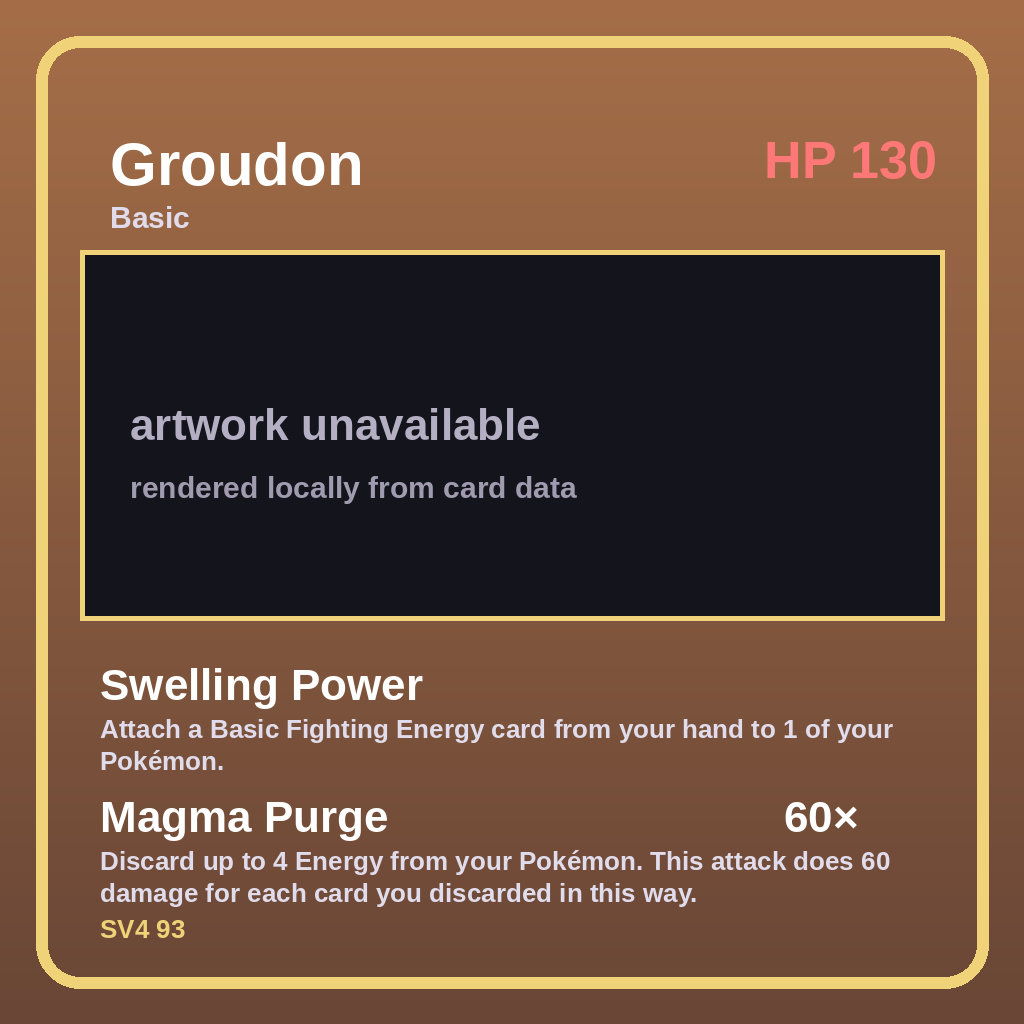 Groudon
HP 130
Basic
artwork unavailable
rendered locally from card data
Swelling Power
Attach a Basic Fighting Energy card from your hand to 1 of your
Pokémon.
Magma Purge
60×
Discard up to 4 Energy from your Pokémon. This attack does 60
damage for each card you discarded in this way.
SV4 93